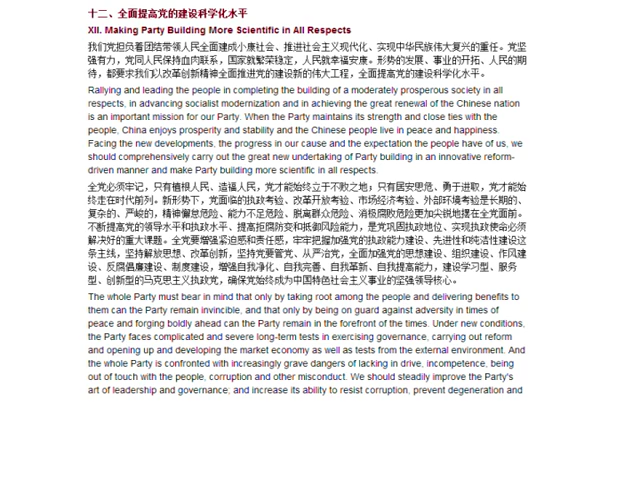 十二、全面提高党的建设科学化水平
XII. Making Party Building More Scientific in All Respects
我们党担负着团结带领人民全面建成小康社会、推进社会主义现代化、实现中华民族伟大复兴的重任。党坚
强有力，党同人民保持血肉联系，国家就繁荣稳定，人民就幸福安康。形势的发展、事业的开拓、人民的期
待，都要求我们以改革创新精神全面推进党的建设新的伟大工程，全面提高党的建设科学化水平。
Rallying and leading the people in completing the building of a moderately prosperous society in all
respects, in advancing socialist modernization and in achieving the great renewal of the Chinese nation
is an important mission for our Party. When the Party maintains its strength and close ties with the
people, China enjoys prosperity and stability and the Chinese people live in peace and happiness.
Facing the new developments, the progress in our cause and the expectation the people have of us, we
should comprehensively carry out the great new undertaking of Party building in an innovative reform-
driven manner and make Party building more scientific in all respects.
全党必须牢记，只有植根人民、造福人民，党才能始终立于不败之地；只有居安思危、勇于进取，党才能始
终走在时代前列。新形势下，党面临的执政考验、改革开放考验、市场经济考验、外部环境考验是长期的、
复杂的、严峻的，精神懈怠危险、能力不足危险、脱离群众危险、消极腐败危险更加尖锐地摆在全党面前。
不断提高党的领导水平和执政水平、提高拒腐防变和抵御风险能力，是党巩固执政地位、实现执政使命必须
解决好的重大课题。全党要增强紧迫感和责任感，牢牢把握加强党的执政能力建设、先进性和纯洁性建设这
条主线，坚持解放思想、改革创新，坚持党要管党、从严治党，全面加强党的思想建设、组织建设、作风建
设、反腐倡廉建设、制度建设，增强自我净化、自我完善、自我革新、自我提高能力，建设学习型、服务
型、创新型的马克思主义执政党，确保党始终成为中国特色社会主义事业的坚强领导核心。
The whole Party must bear in mind that only by taking root among the people and delivering benefits to
them can the Party remain invincible, and that only by being on guard against adversity in times of
peace and forging boldly ahead can the Party remain in the forefront of the times. Under new conditions,
the Party faces complicated and severe long-term tests in exercising governance, carrying out reform
and opening up and developing the market economy as well as tests from the external environment. And
the whole Party is confronted with increasingly grave dangers of lacking in drive, incompetence, being
out of touch with the people, corruption and other misconduct. We should steadily improve the Party's
art of leadership and governance; and increase its ability to resist corruption, prevent degeneration and